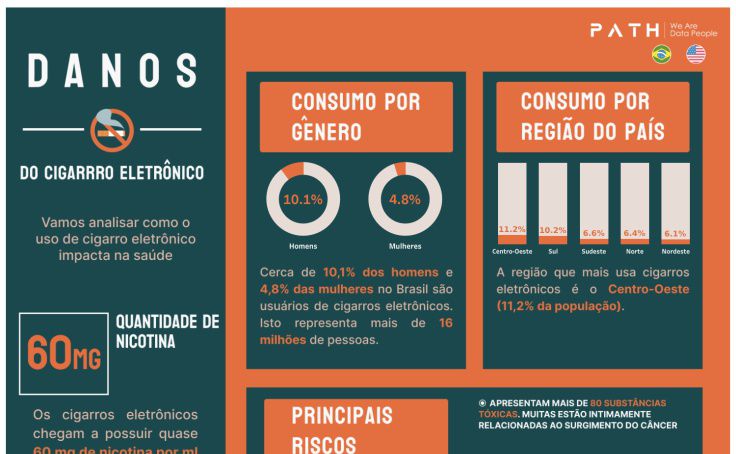 PATH
We Are
Data People
DANOS
DO CIGARRRO ELETRÔNICO
Vamos analisar como o
uso de cigarro eletrônico
impacta na saúde
60MG
QUANTIDADE DE
NICOTINA
Os cigarros eletrônicos
chegam a possuir quase
60 mg de nicotina por ml
CONSUMO POR
GÊNERO
10.1%
4.8%
Homens
Mulheres
Cerca de 10,1% dos homens e
4,8% das mulheres no Brasil são
usuários de cigarros eletrônicos.
Isto representa mais de 16
milhões de pessoas.
CONSUMO POR
REGIÃO DO PAÍS
11.2%
10.2%
6.6%
6.4%
6.1%
Centro-Oeste
Sul
Sudeste
Norte
Nordeste
A região que mais usa cigarros
eletrônicos é o Centro-Oeste
(11,2% da população).
PRINCIPAIS
RISCOS
APRESENTAM MAIS DE 80 SUBSTÂNCIAS
TÓXICAS. MUITAS ESTÃO INTIMAMENTE
RELACIONADAS AO SURGIMENTO DO CÂNCER